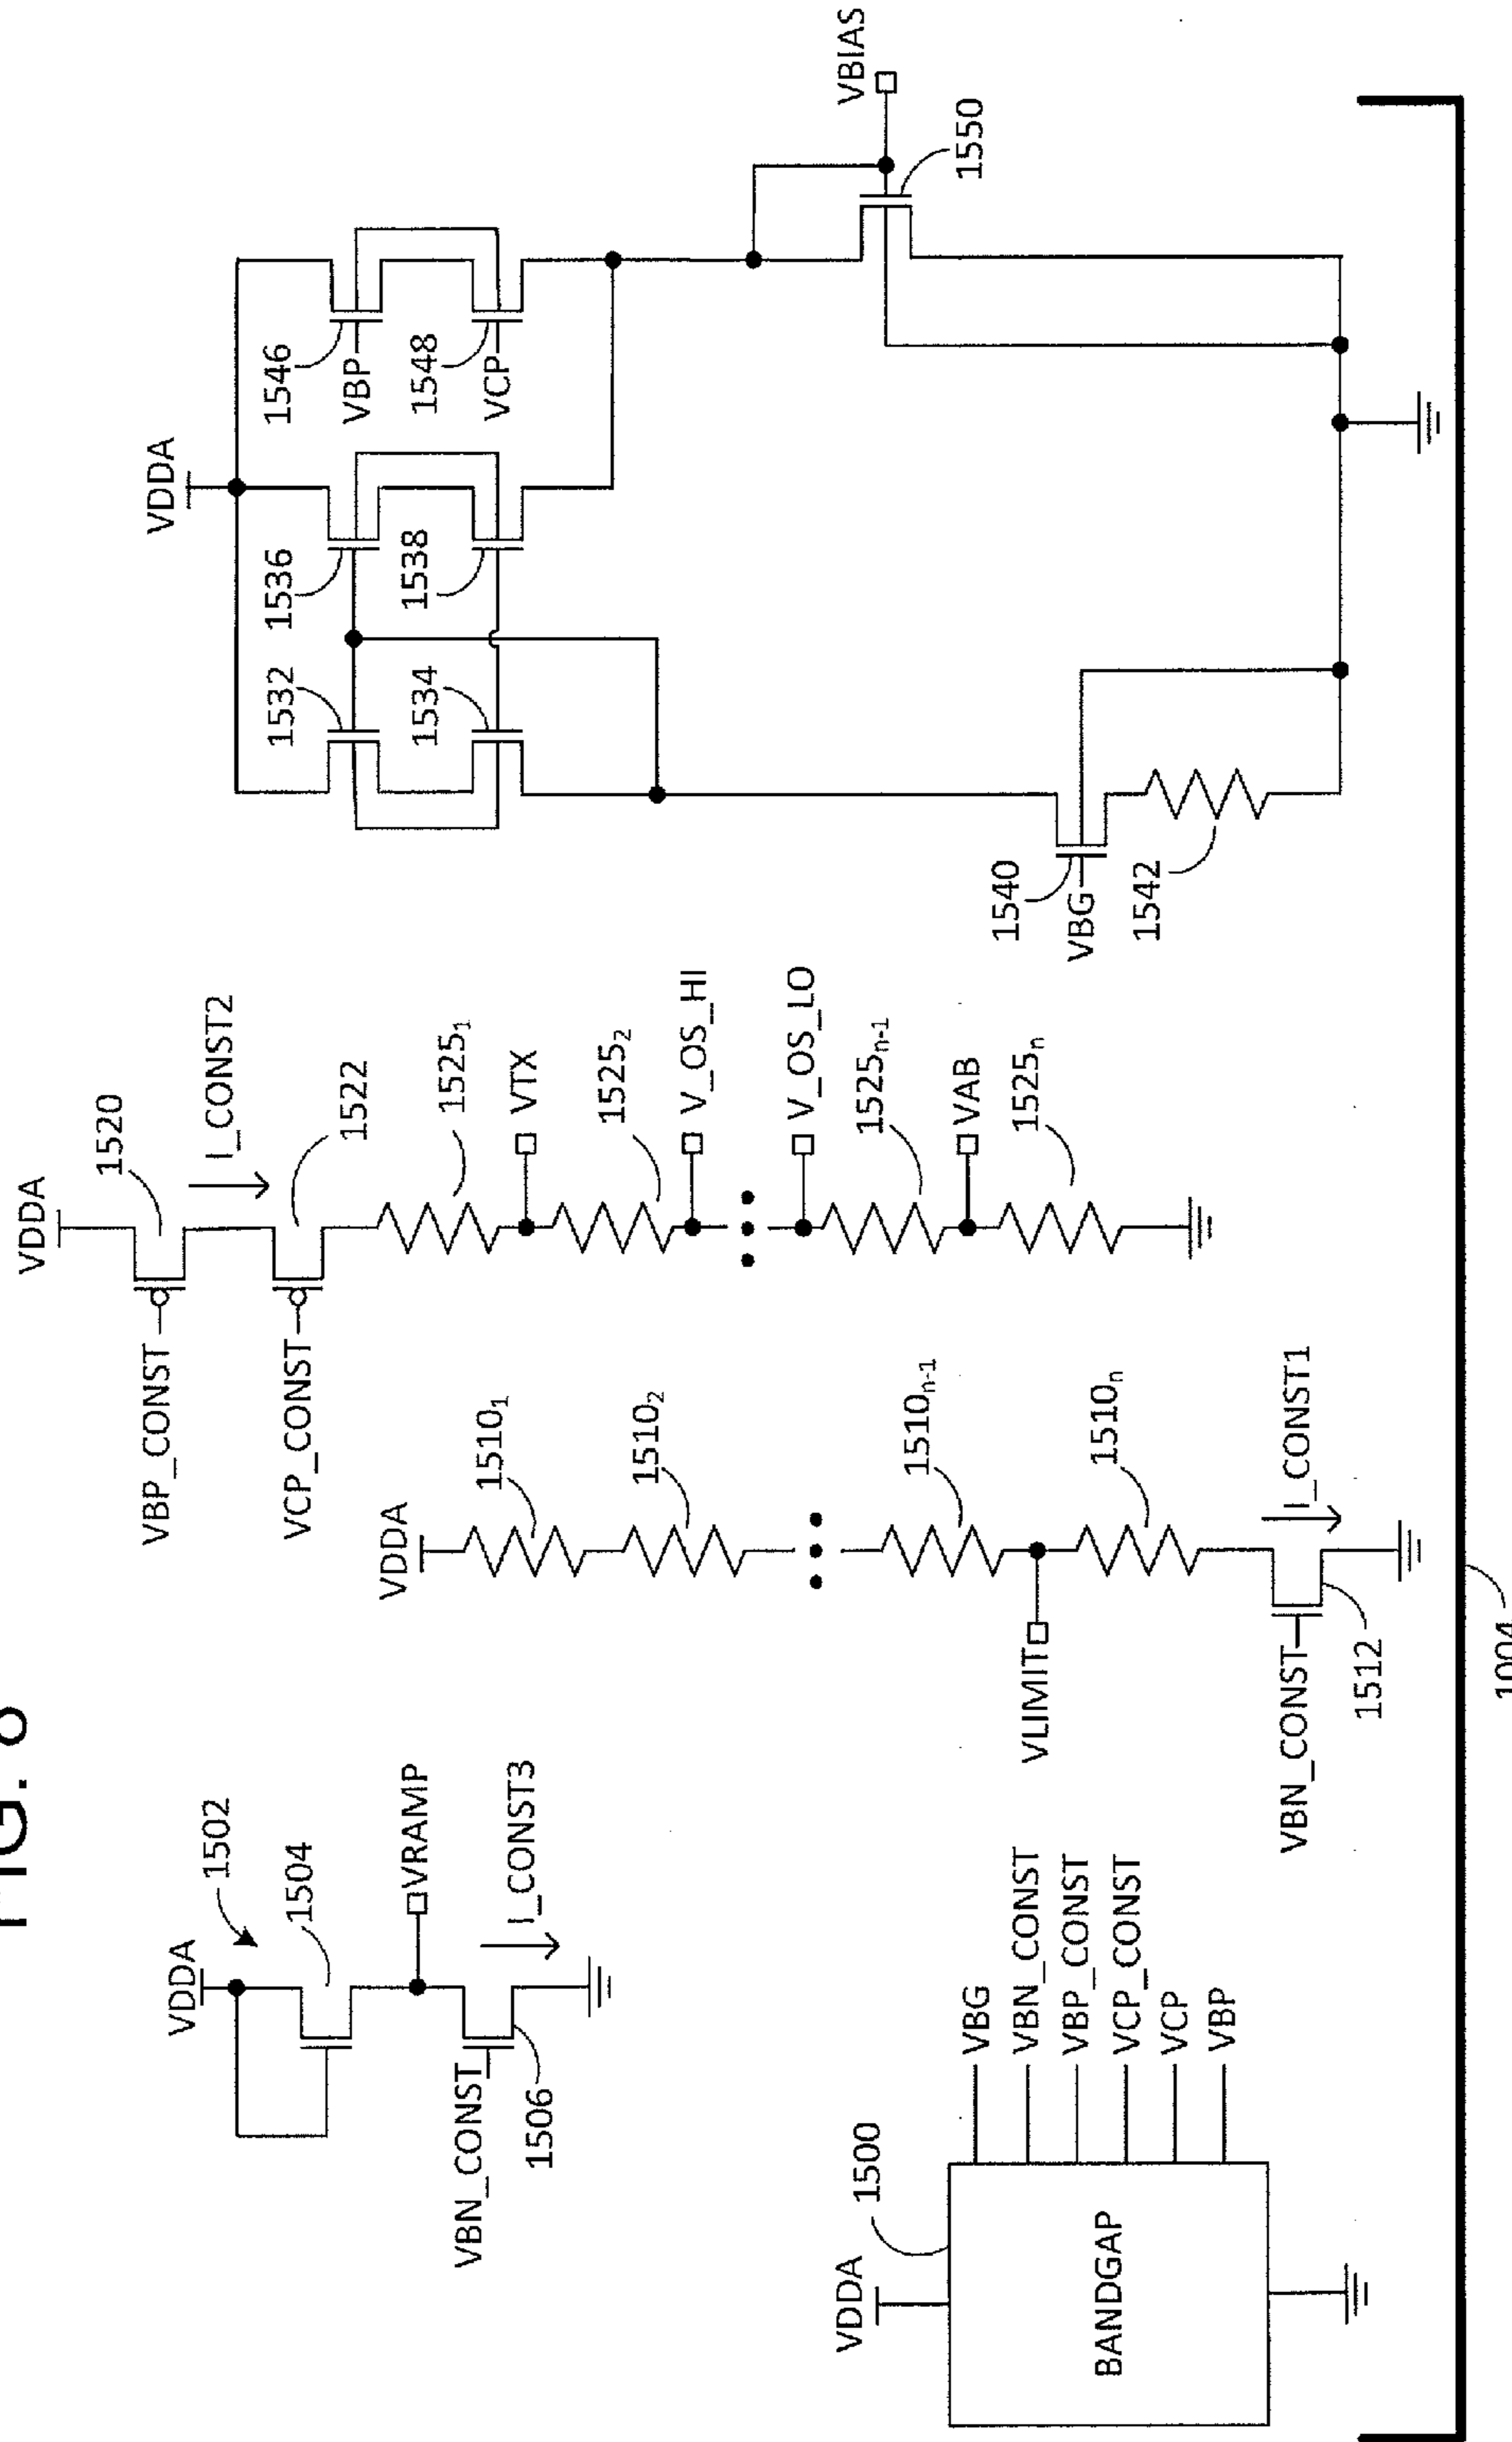 FIG. 8
VDDA
1502
1504
VRAMP
I_CONST3
VBN_CONST
1506
VDDA
1500
BANDGAP
VBG
VBN_CONST
VBP_CONST
VCP_CONST
VCP
VBP
VDDA
1510₁
1510₂
1510ₙ₋₁
VLIMIT
1510ₙ
VBN_CONST
1512
I_CONST1
VDDA
1520
VBP_CONST
I_CONST2
VCP_CONST
1522
1525₁
VTX
1525₂
V_OS_HI
V_OS_LO
1525ₙ₋₁
VAB
1525ₙ
VDDA
1532
1536
1546
VBP
1534
1538
1548
VCP
1540
VBG
1542
VBIAS
1550
1004